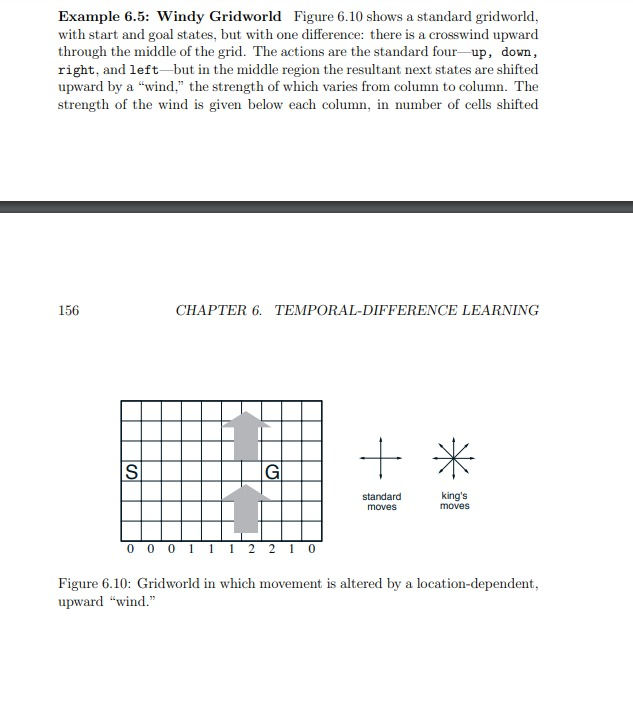 Example 6.5: Windy Gridworld Figure 6.10 shows a standard gridworld,
with start and goal states, but with one difference: there is a crosswind upward
through the middle of the grid. The actions are the standard four—up, down,
right, and left—but in the middle region the resultant next states are shifted
upward by a “wind,” the strength of which varies from column to column. The
strength of the wind is given below each column, in number of cells shifted
156 CHAPTER 6. TEMPORAL-DIFFERENCE LEARNING
S G
0 0 0 1 1 1 2 2 1 0
standard
moves
king's
moves
Figure 6.10: Gridworld in which movement is altered by a location-dependent,
upward “wind.”